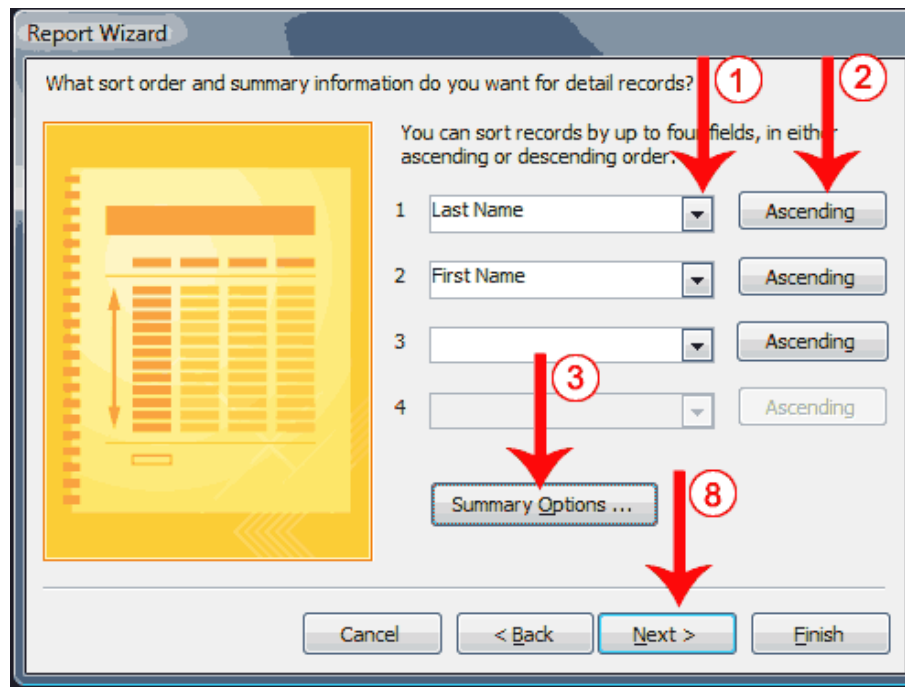 Report Wizard
What sort order and summary information do you want for detail records?
1
2
You can sort records by up to four fields, in either
ascending or descending order.
1 Last Name Ascending
2 First Name Ascending
3 Ascending
3
4 Ascending
Summary Options ...
8
Cancel < Back Next > Finish